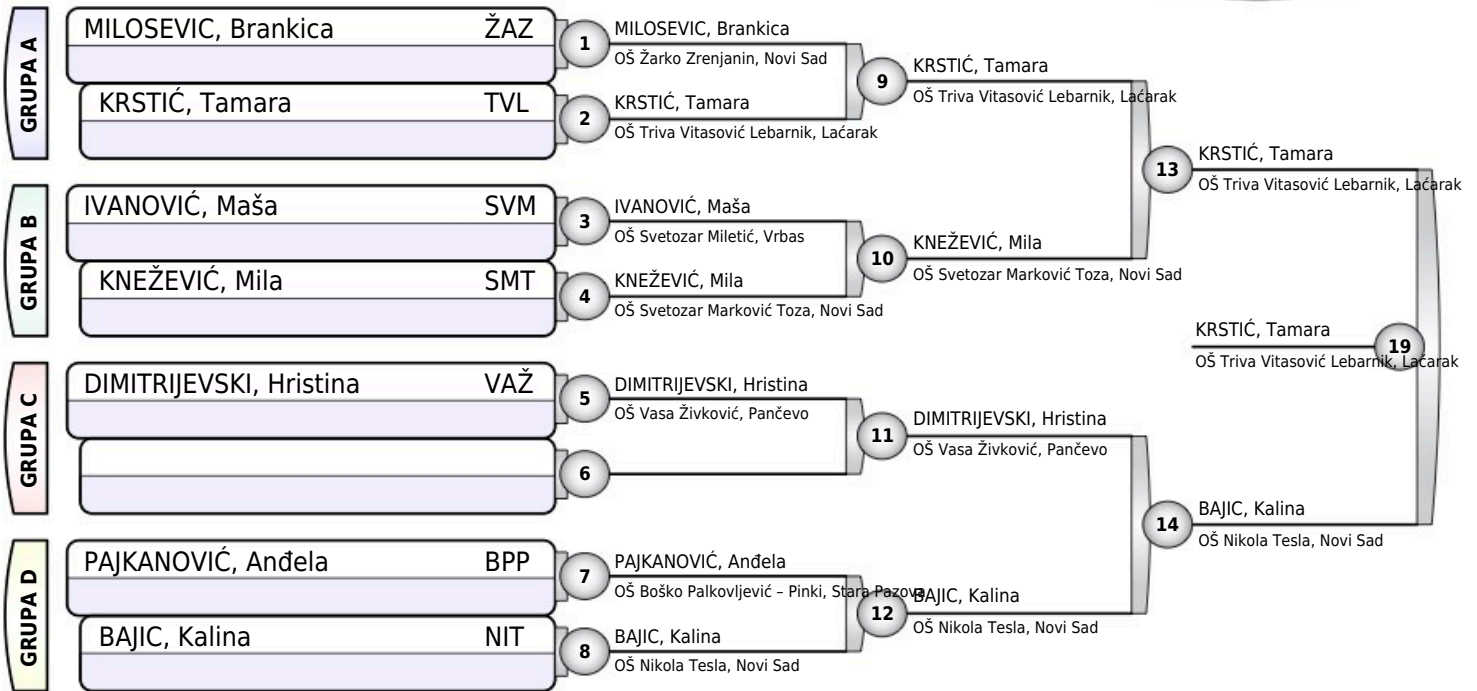 GRUPA A
MILOSEVIC, Brankica ŽAZ
KRSTIĆ, Tamara TVL
GRUPA B
IVANOVIĆ, Maša SVM
KNEŽEVIĆ, Mila SMT
GRUPA C
DIMITRIJEVSKI, Hristina VAŽ
GRUPA D
PAJKANOVIĆ, Anđela BPP
BAJIC, Kalina NIT
1
MILOSEVIC, Brankica
OŠ Žarko Zrenjanin, Novi Sad
2
KRSTIĆ, Tamara
OŠ Triva Vitasović Lebarnik, Laćarak
3
IVANOVIĆ, Maša
OŠ Svetozar Miletić, Vrbas
4
KNEŽEVIĆ, Mila
OŠ Svetozar Marković Toza, Novi Sad
5
DIMITRIJEVSKI, Hristina
OŠ Vasa Živković, Pančevo
6
7
PAJKANOVIĆ, Anđela
OŠ Boško Palkovljević – Pinki, Stara Pazova
8
BAJIC, Kalina
OŠ Nikola Tesla, Novi Sad
9
KRSTIĆ, Tamara
OŠ Triva Vitasović Lebarnik, Laćarak
10
KNEŽEVIĆ, Mila
OŠ Svetozar Marković Toza, Novi Sad
11
DIMITRIJEVSKI, Hristina
OŠ Vasa Živković, Pančevo
12
BAJIC, Kalina
OŠ Nikola Tesla, Novi Sad
13
KRSTIĆ, Tamara
OŠ Triva Vitasović Lebarnik, Laćarak
14
BAJIC, Kalina
OŠ Nikola Tesla, Novi Sad
KRSTIĆ, Tamara
19
OŠ Triva Vitasović Lebarnik, Laćarak